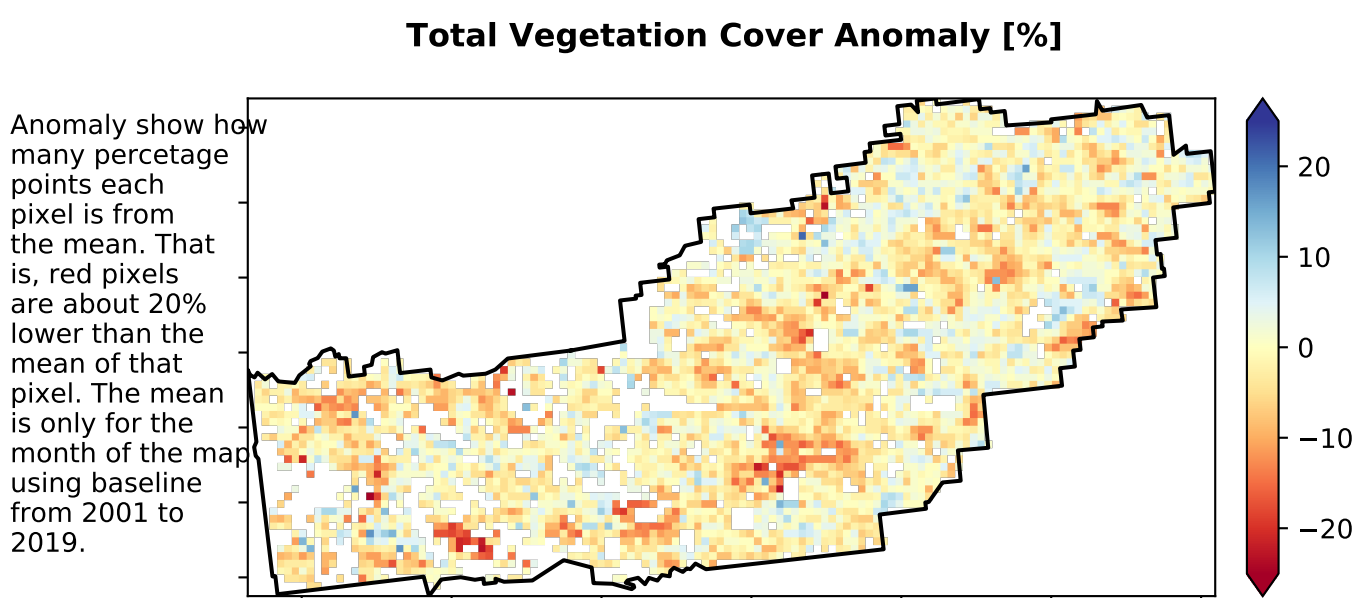 Total Vegetation Cover Anomaly [%]
Anomaly show how
many percetage
points each
pixel is from
the mean. That
is, red pixels
are about 20%
lower than the
mean of that
pixel. The mean
is only for the
month of the map
using baseline
from 2001 to
2019.
20
10
0
−10
−20